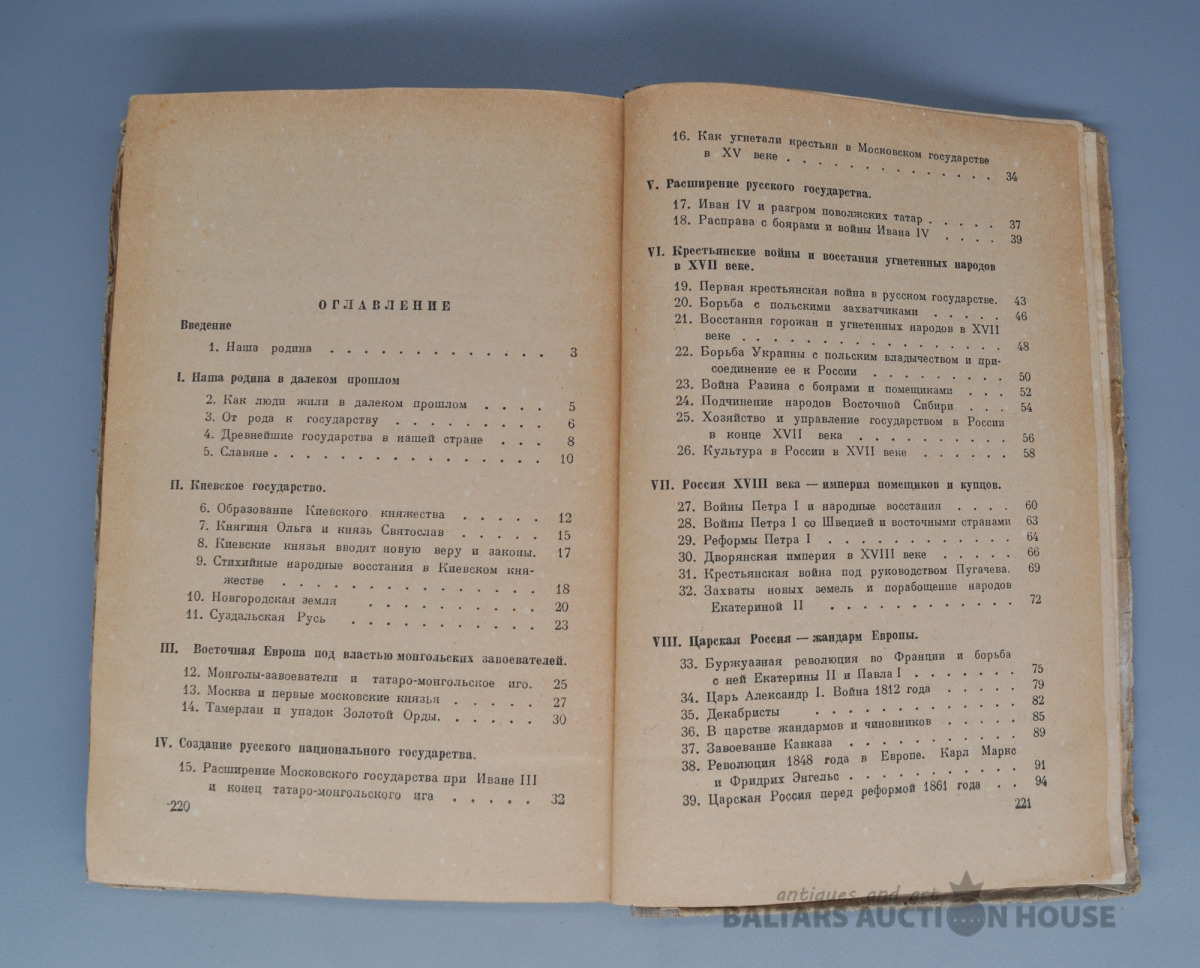 ОГЛАВЛЕНИЕ
Введение
1. Наша родина . . . . . . . . . . . . . 3
I. Наша родина в далеком прошлом
2. Как люди жили в далеком прошлом . . . . 5
3. От рода к государству . . . . . . . . . 6
4. Древнейшие государства в нашей стране . . . 8
5. Славяне . . . . . . . . . . . . . . . . 10
II. Киевское государство.
6. Образование Киевского княжества . . . . . 12
7. Княгиня Ольга и князь Святослав . . . . . 15
8. Киевские князья вводят новую веру и законы. 17
9. Стихийные народные восстания в Киевском кня-
жестве . . . . . . . . . . . . . . . 18
10. Новгородская земля . . . . . . . . . . 20
11. Суздальская Русь . . . . . . . . . . . 23
III. Восточная Европа под властью монгольских завоевателей.
12. Монголы-завоеватели и татаро-монгольское иго. 25
13. Москва и первые московские князья . . . . . 27
14. Тамерлан и упадок Золотой Орды. . . . . . 30
IV. Создание русского национального государства.
15. Расширение Московского государства при Иване III
и конец татаро-монгольского ига . . . . . 32
220
16. Как угнетали крестьян в Московском государстве
в XV веке . . . . . . . . . . . . . . 34
V. Расширение русского государства.
17. Иван IV и разгром поволжских татар . . . . . 37
18. Расправа с боярами и войны Ивана IV . . . . 39
VI. Крестьянские войны и восстания угнетенных народов
в XVII веке.
19. Первая крестьянская война в русском государстве. 43
20. Борьба с польскими захватчиками . . . . . 46
21. Восстания горожан и угнетенных народов в XVII
веке . . . . . . . . . . . . . . . . 48
22. Борьба Украины с польским владычеством и при-
соединение ее к России . . . . . . . . 50
23. Война Разина с боярами и помещиками . . . 52
24. Подчинение народов Восточной Сибири . . . 54
25. Хозяйство и управление государством в России
в конце XVII века . . . . . . . . . . 56
26. Культура в России в XVII веке . . . . . . 58
VII. Россия XVIII века — империя помещиков и купцов.
27. Войны Петра I и народные восстания . . . . 60
28. Войны Петра I со Швецией и восточными странами 63
29. Реформы Петра I . . . . . . . . . . . . 64
30. Дворянская империя в XVIII веке . . . . . 66
31. Крестьянская война под руководством Пугачева. 69
32. Захваты новых земель и порабощение народов
Екатериной II . . . . . . . . . . . . 72
VIII. Царская Россия — жандарм Европы.
33. Буржуазная революция во Франции и борьба
с ней Екатерины II и Павла I . . . . . . . 75
34. Царь Александр I. Война 1812 года . . . . . 79
35. Декабристы . . . . . . . . . . . . . 82
36. В царстве жандармов и чиновников . . . . . 85
37. Завоевание Кавказа . . . . . . . . . . . 89
38. Революция 1848 года в Европе. Карл Маркс
и Фридрих Энгельс . . . . . . . . . . . 91
39. Царская Россия перед реформой 1861 года . . 94
221
antiques and art
BALTARS AUCTION HOUSE